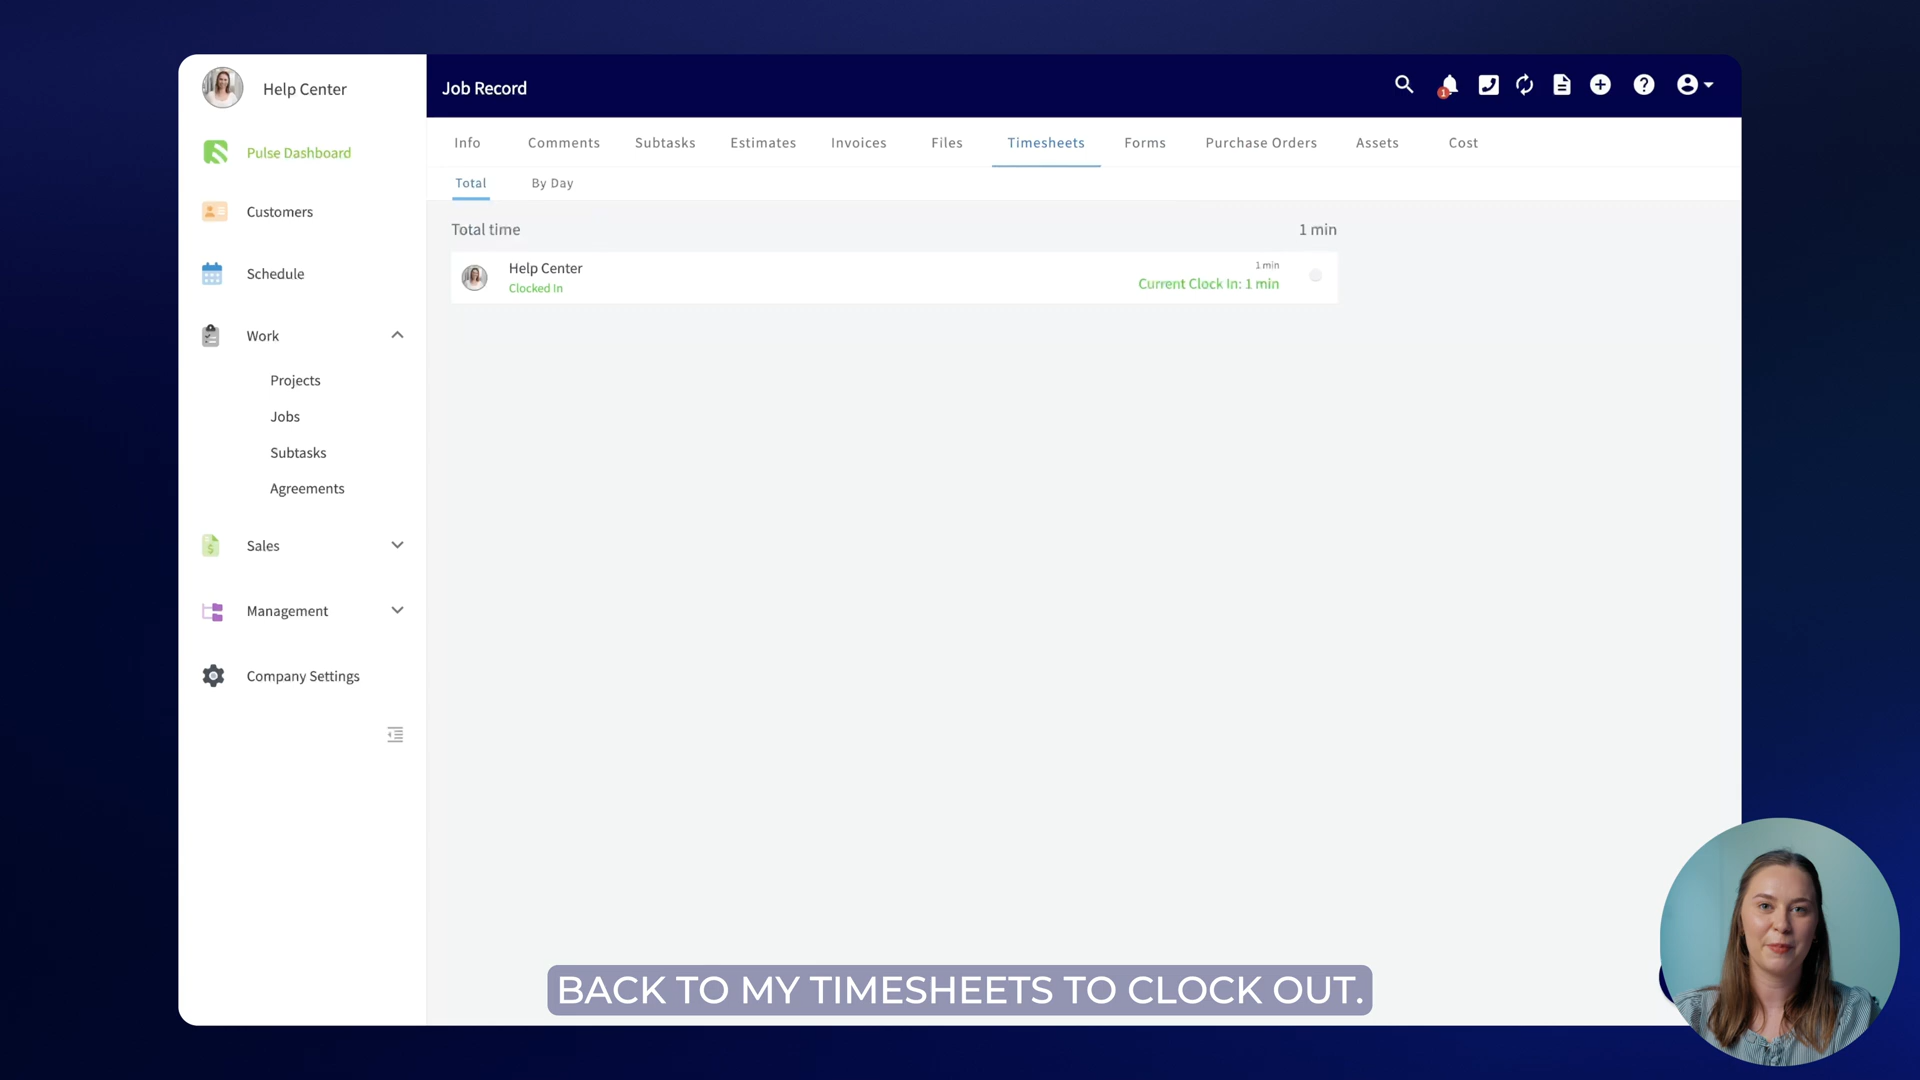 Help Center
Job Record
1
Info Comments Subtasks Estimates Invoices Files Timesheets Forms Purchase Orders Assets Cost
Total By Day
Pulse Dashboard
Customers
Schedule
Work
Projects
Jobs
Subtasks
Agreements
Sales
Management
Company Settings
Total time 1 min
Help Center 1 min
Clocked In Current Clock In: 1 min
BACK TO MY TIMESHEETS TO CLOCK OUT.